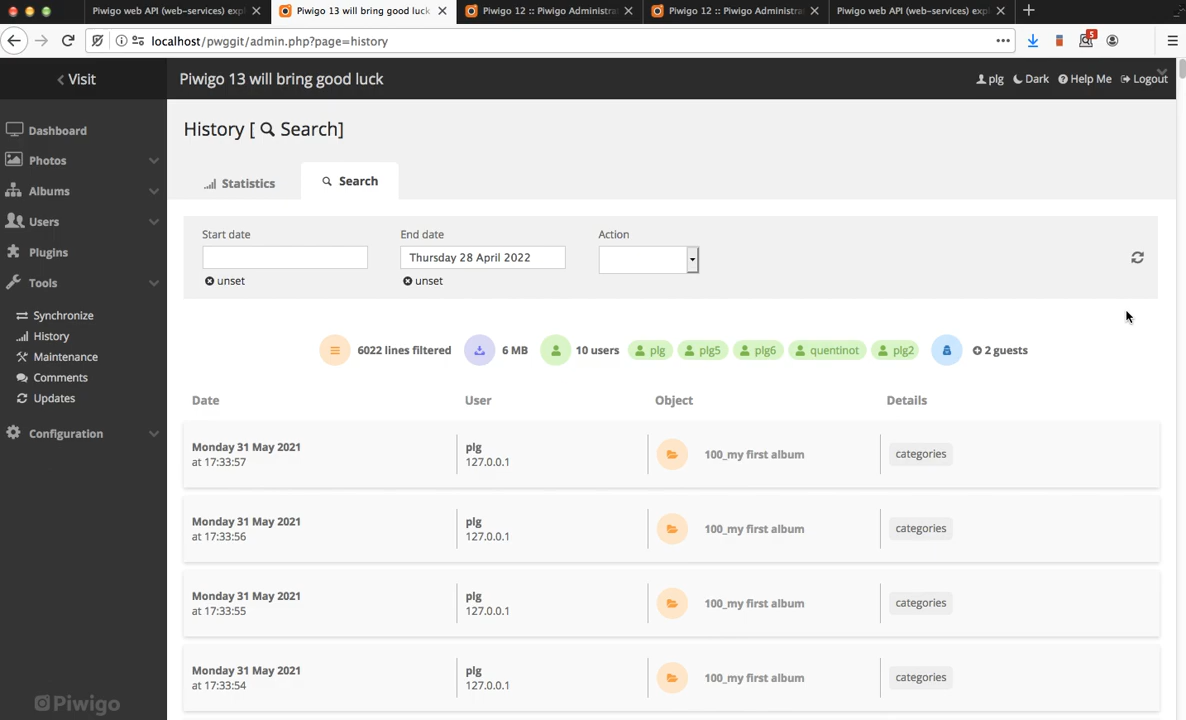 Piwigo web API (web-services) expl
Piwigo 13 will bring good luck
Piwigo 12 :: Piwigo Administra
Piwigo 12 :: Piwigo Administra
Piwigo web API (web-services) expl
localhost/pwggit/admin.php?page=history
5
Visit
Piwigo 13 will bring good luck
plg
Dark
Help Me
Logout
Dashboard
Photos
Albums
Users
Plugins
Tools
Synchronize
History
Maintenance
Comments
Updates
Configuration
Piwigo
History [ Search]
Statistics
Search
Start date
End date
Action
Thursday 28 April 2022
unset
unset
6022 lines filtered
6 MB
10 users
plg
plg5
plg6
quentinot
plg2
2 guests
Date User Object Details
Monday 31 May 2021 plg 100_my first album categories
at 17:33:57 127.0.0.1
Monday 31 May 2021 plg 100_my first album categories
at 17:33:56 127.0.0.1
Monday 31 May 2021 plg 100_my first album categories
at 17:33:55 127.0.0.1
Monday 31 May 2021 plg 100_my first album categories
at 17:33:54 127.0.0.1